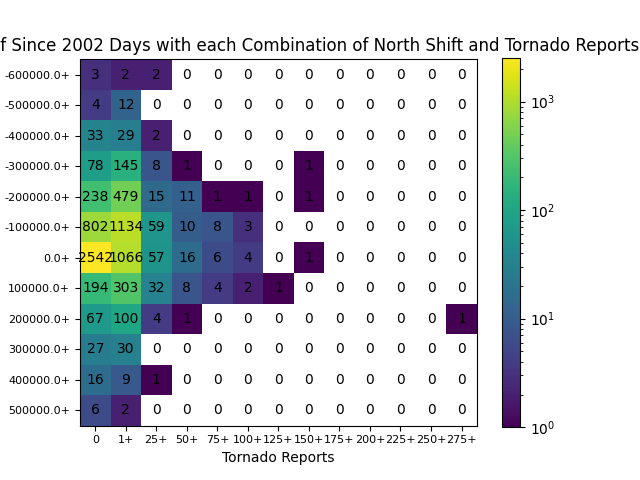 f Since 2002 Days with each Combination of North Shift and Tornado Reports
-600000.0+ 3 2 2 0 0 0 0 0 0 0 0 0 0
-500000.0+ 4 12 0 0 0 0 0 0 0 0 0 0 0
-400000.0+ 33 29 2 0 0 0 0 0 0 0 0 0 0
-300000.0+ 78 145 8 1 0 0 0 1 0 0 0 0 0
-200000.0+ 238 479 15 11 1 1 0 1 0 0 0 0 0
-100000.0+ 802 1134 59 10 8 3 0 0 0 0 0 0 0
0.0+ 2542 1066 57 16 6 4 0 1 0 0 0 0 0
100000.0+ 194 303 32 8 4 2 1 0 0 0 0 0 0
200000.0+ 67 100 4 1 0 0 0 0 0 0 0 0 1
300000.0+ 27 30 0 0 0 0 0 0 0 0 0 0 0
400000.0+ 16 9 1 0 0 0 0 0 0 0 0 0 0
500000.0+ 6 2 0 0 0 0 0 0 0 0 0 0 0
0 1+ 25+ 50+ 75+ 100+ 125+ 150+ 175+ 200+ 225+ 250+ 275+
Tornado Reports
10³
10²
10¹
10⁰